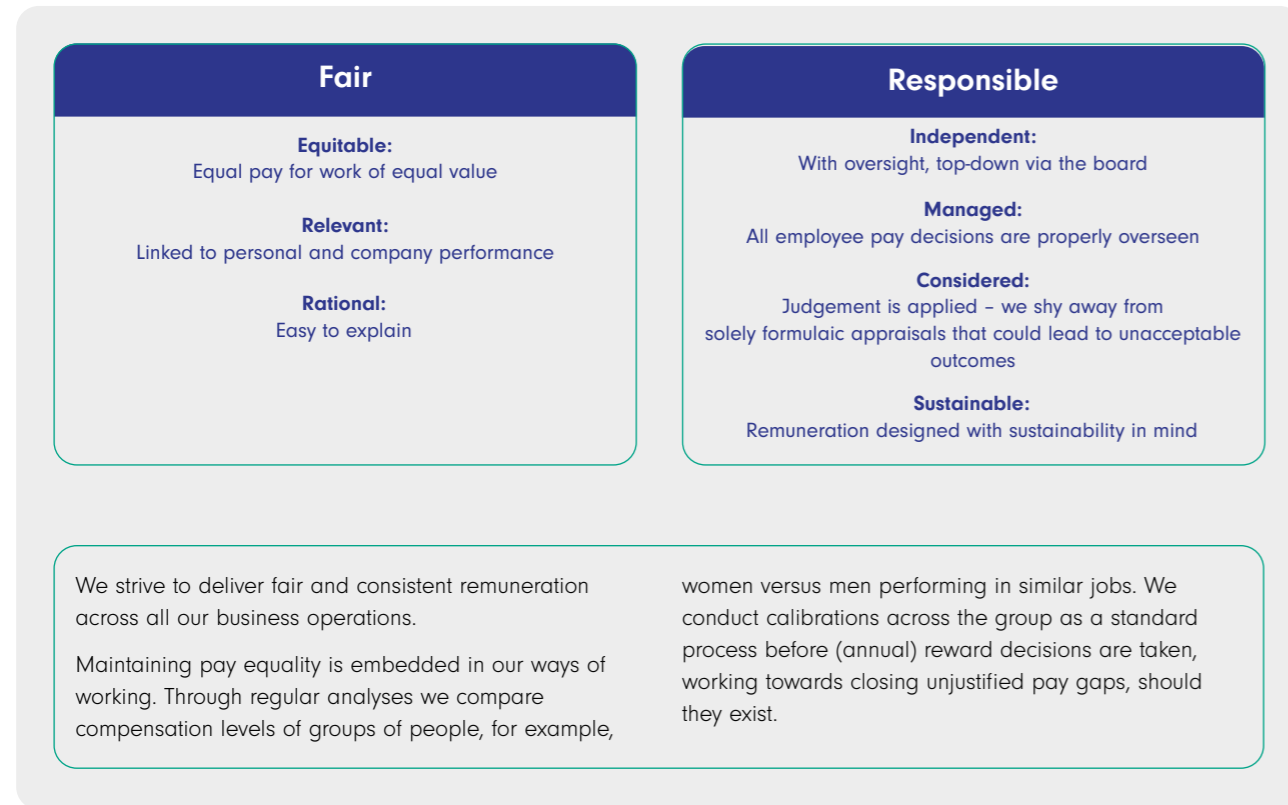 Fair
Equitable:
Equal pay for work of equal value
Relevant:
Linked to personal and company performance
Rational:
Easy to explain
Responsible
Independent:
With oversight, top-down via the board
Managed:
All employee pay decisions are properly overseen
Considered:
Judgement is applied – we shy away from
solely formulaic appraisals that could lead to unacceptable
outcomes
Sustainable:
Remuneration designed with sustainability in mind
We strive to deliver fair and consistent remuneration
across all our business operations.
Maintaining pay equality is embedded in our ways of
working. Through regular analyses we compare
compensation levels of groups of people, for example,
women versus men performing in similar jobs. We
conduct calibrations across the group as a standard
process before (annual) reward decisions are taken,
working towards closing unjustified pay gaps, should
they exist.